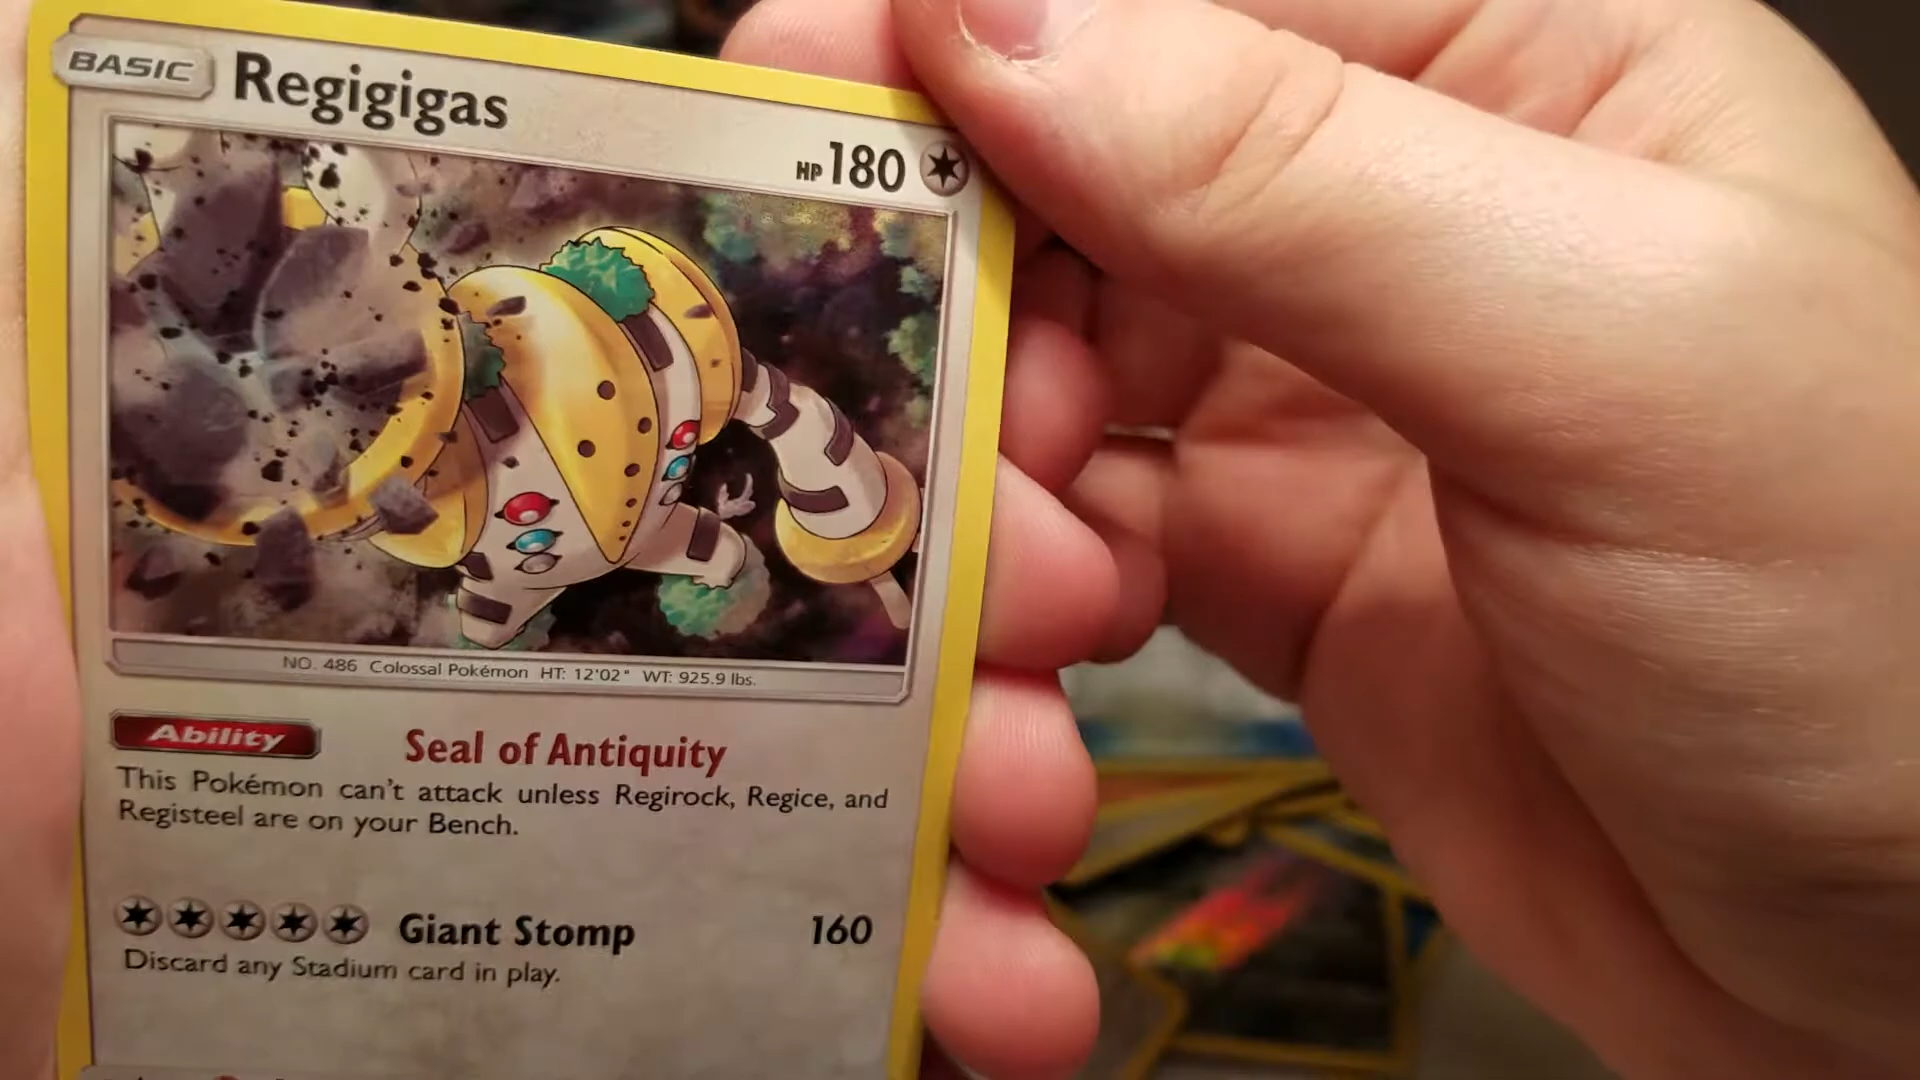 BASIC Regigigas HP 180
NO. 486 Colossal Pokémon HT: 12'02" WT: 925.9 lbs.
Ability Seal of Antiquity
This Pokémon can't attack unless Regirock, Regice, and
Registeel are on your Bench.
Giant Stomp 160
Discard any Stadium card in play.